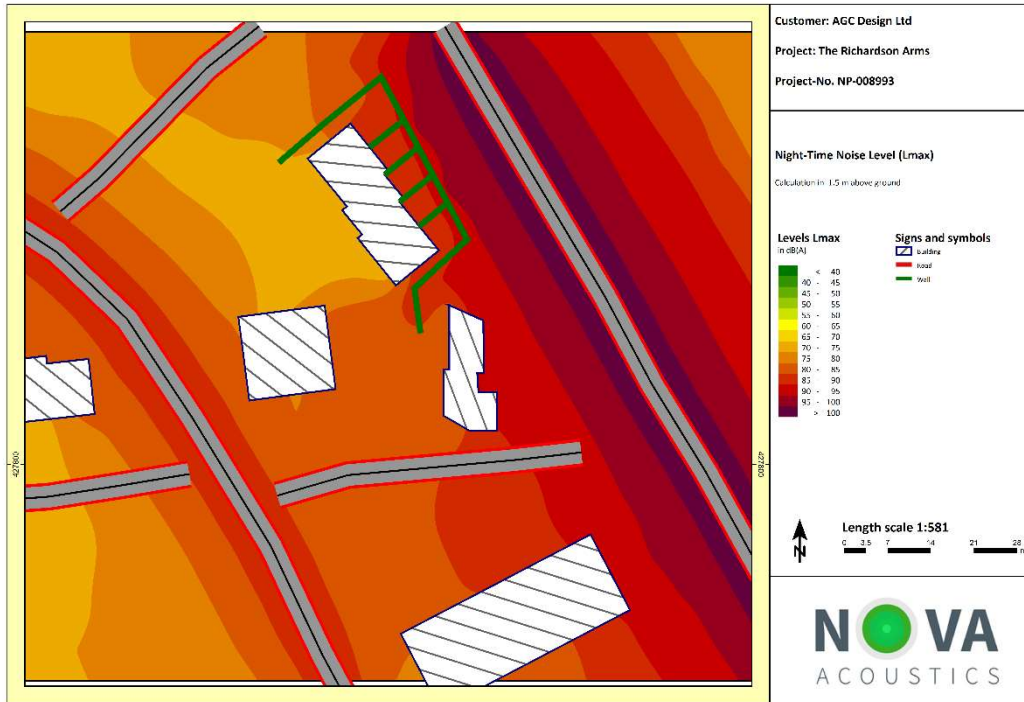 Customer: AGC Design Ltd
Project: The Richardson Arms
Project-No. NP-008993
Night-Time Noise Level (Lmax)
Calculation in 1.5 m above ground
Levels Lmax
in dB(A)
< 40
40 - 45
45 - 50
50 - 55
55 - 60
60 - 65
65 - 70
70 - 75
75 80
80 - 85
85 - 90
90 - 95
95 - 100
> 100
Signs and symbols
Building
Road
Wall
427800
427800
N
Length scale 1:581
0 3.5 7 14 21 28
m
NOVA
ACOUSTICS